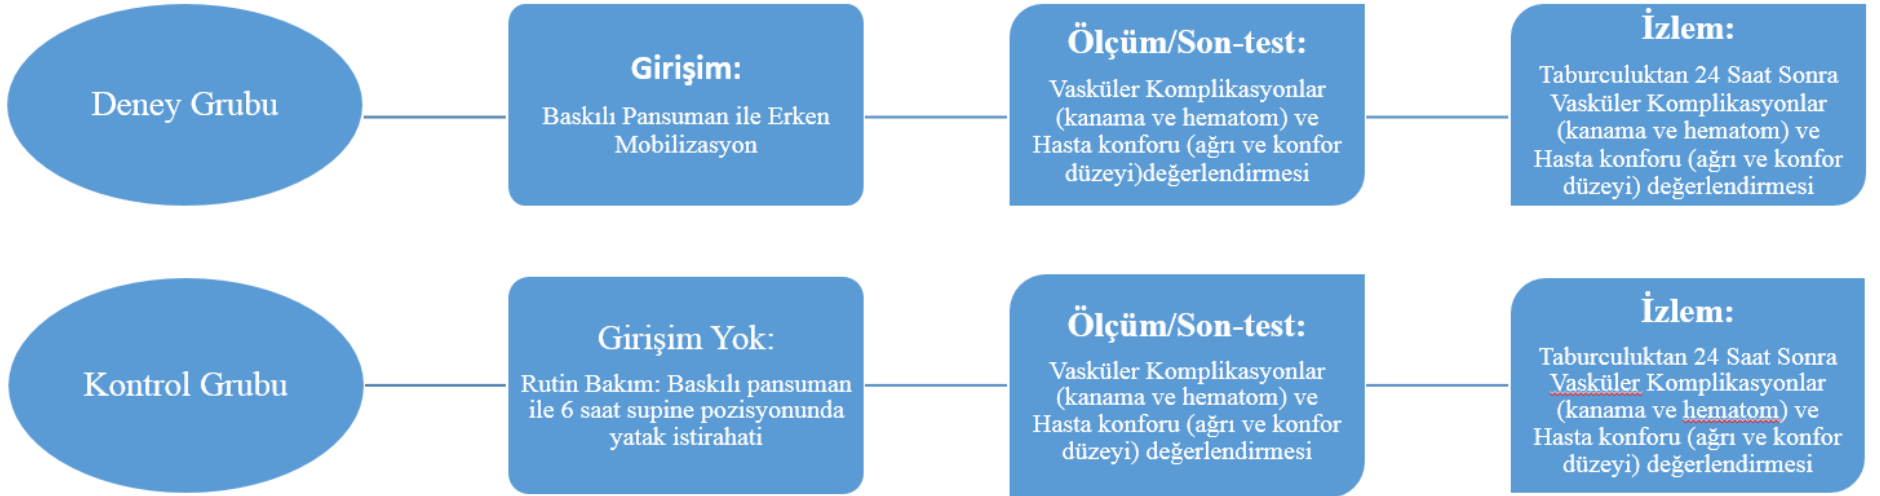 Deney Grubu
Girişim:
Baskılı Pansuman ile Erken
Mobilizasyon
Ölçüm/Son-test:
Vasküler Komplikasyonlar
(kanama ve hematom) ve
Hasta konforu (ağrı ve konfor
düzeyi)değerlendirmesi
İzlem:
Taburculuktan 24 Saat Sonra
Vasküler Komplikasyonlar
(kanama ve hematom) ve
Hasta konforu (ağrı ve konfor
düzeyi) değerlendirmesi
Kontrol Grubu
Girişim Yok:
Rutin Bakım: Baskılı pansuman
ile 6 saat supine pozisyonunda
yatak istirahati
Ölçüm/Son-test:
Vasküler Komplikasyonlar
(kanama ve hematom) ve
Hasta konforu (ağrı ve konfor
düzeyi) değerlendirmesi
İzlem:
Taburculuktan 24 Saat Sonra
Vasküler Komplikasyonlar
(kanama ve hematom) ve
Hasta konforu (ağrı ve konfor
düzeyi) değerlendirmesi